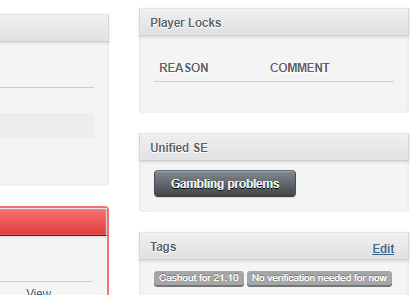 Player Locks
REASON COMMENT
Unified SE
Gambling problems
Tags Edit
Cashout for 21.10 No verification needed for now
View